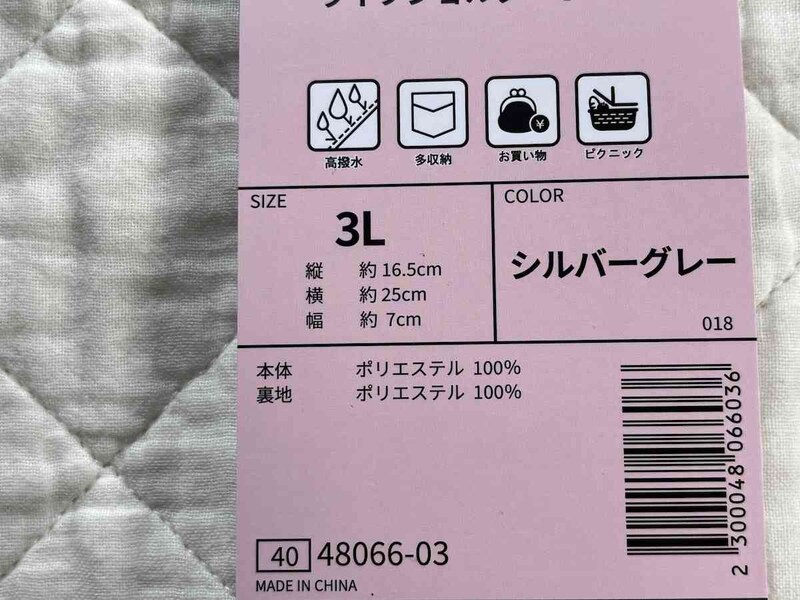 高撥水 多収納 お買い物 ピクニック
¥
SIZE
3L
縦 約 16.5cm
横 約 25cm
幅 約 7cm
COLOR
シルバーグレー
018
本体 ポリエステル 100%
裏地 ポリエステル 100%
2 300048 066036
40 48066-03
MADE IN CHINA